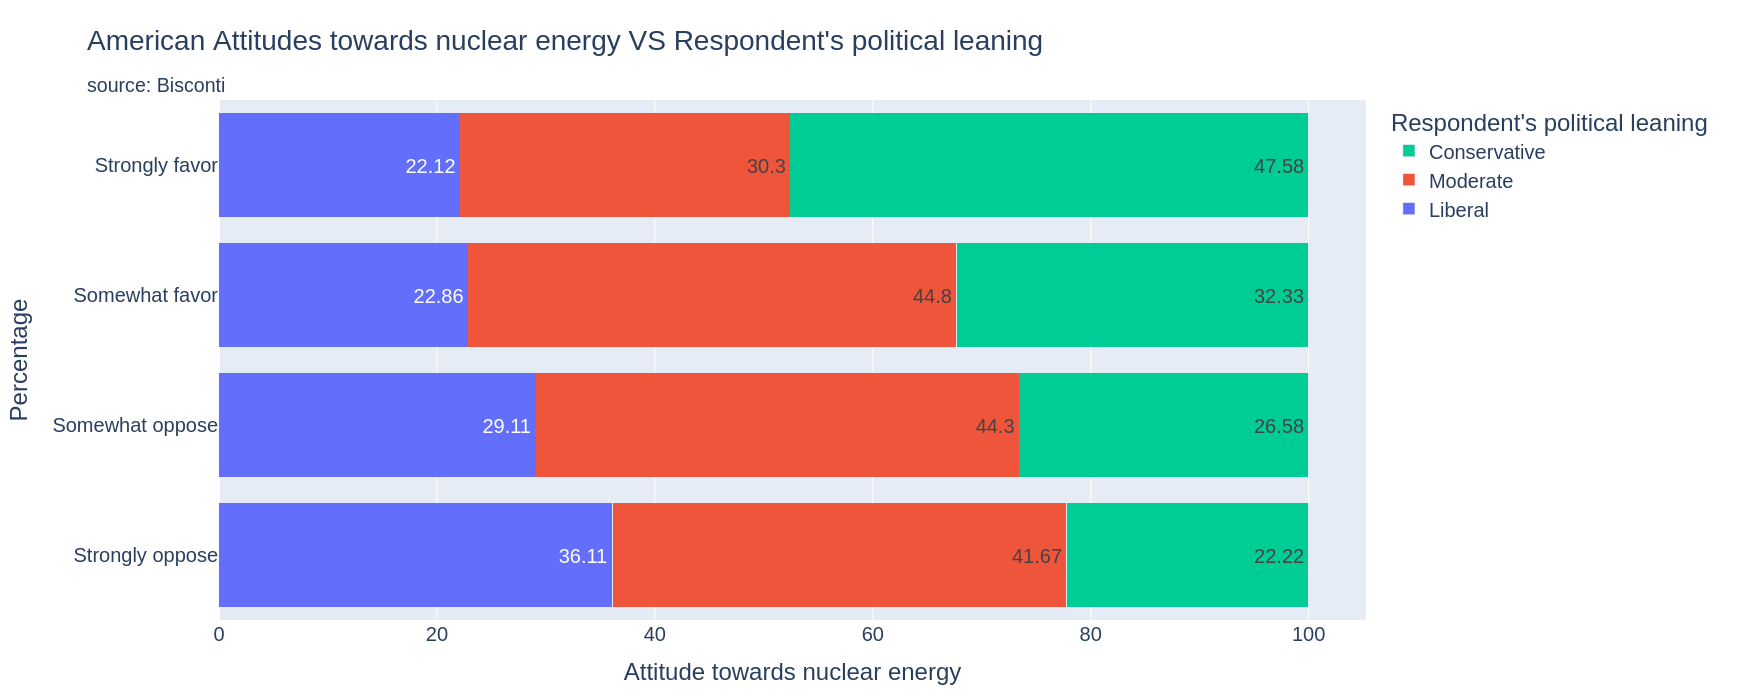 American Attitudes towards nuclear energy VS Respondent's political leaning
source: Bisconti
Respondent's political leaning
Conservative
Moderate
Liberal
Percentage
Strongly favor 22.12 30.3 47.58
Somewhat favor 22.86 44.8 32.33
Somewhat oppose 29.11 44.3 26.58
Strongly oppose 36.11 41.67 22.22
0 20 40 60 80 100
Attitude towards nuclear energy